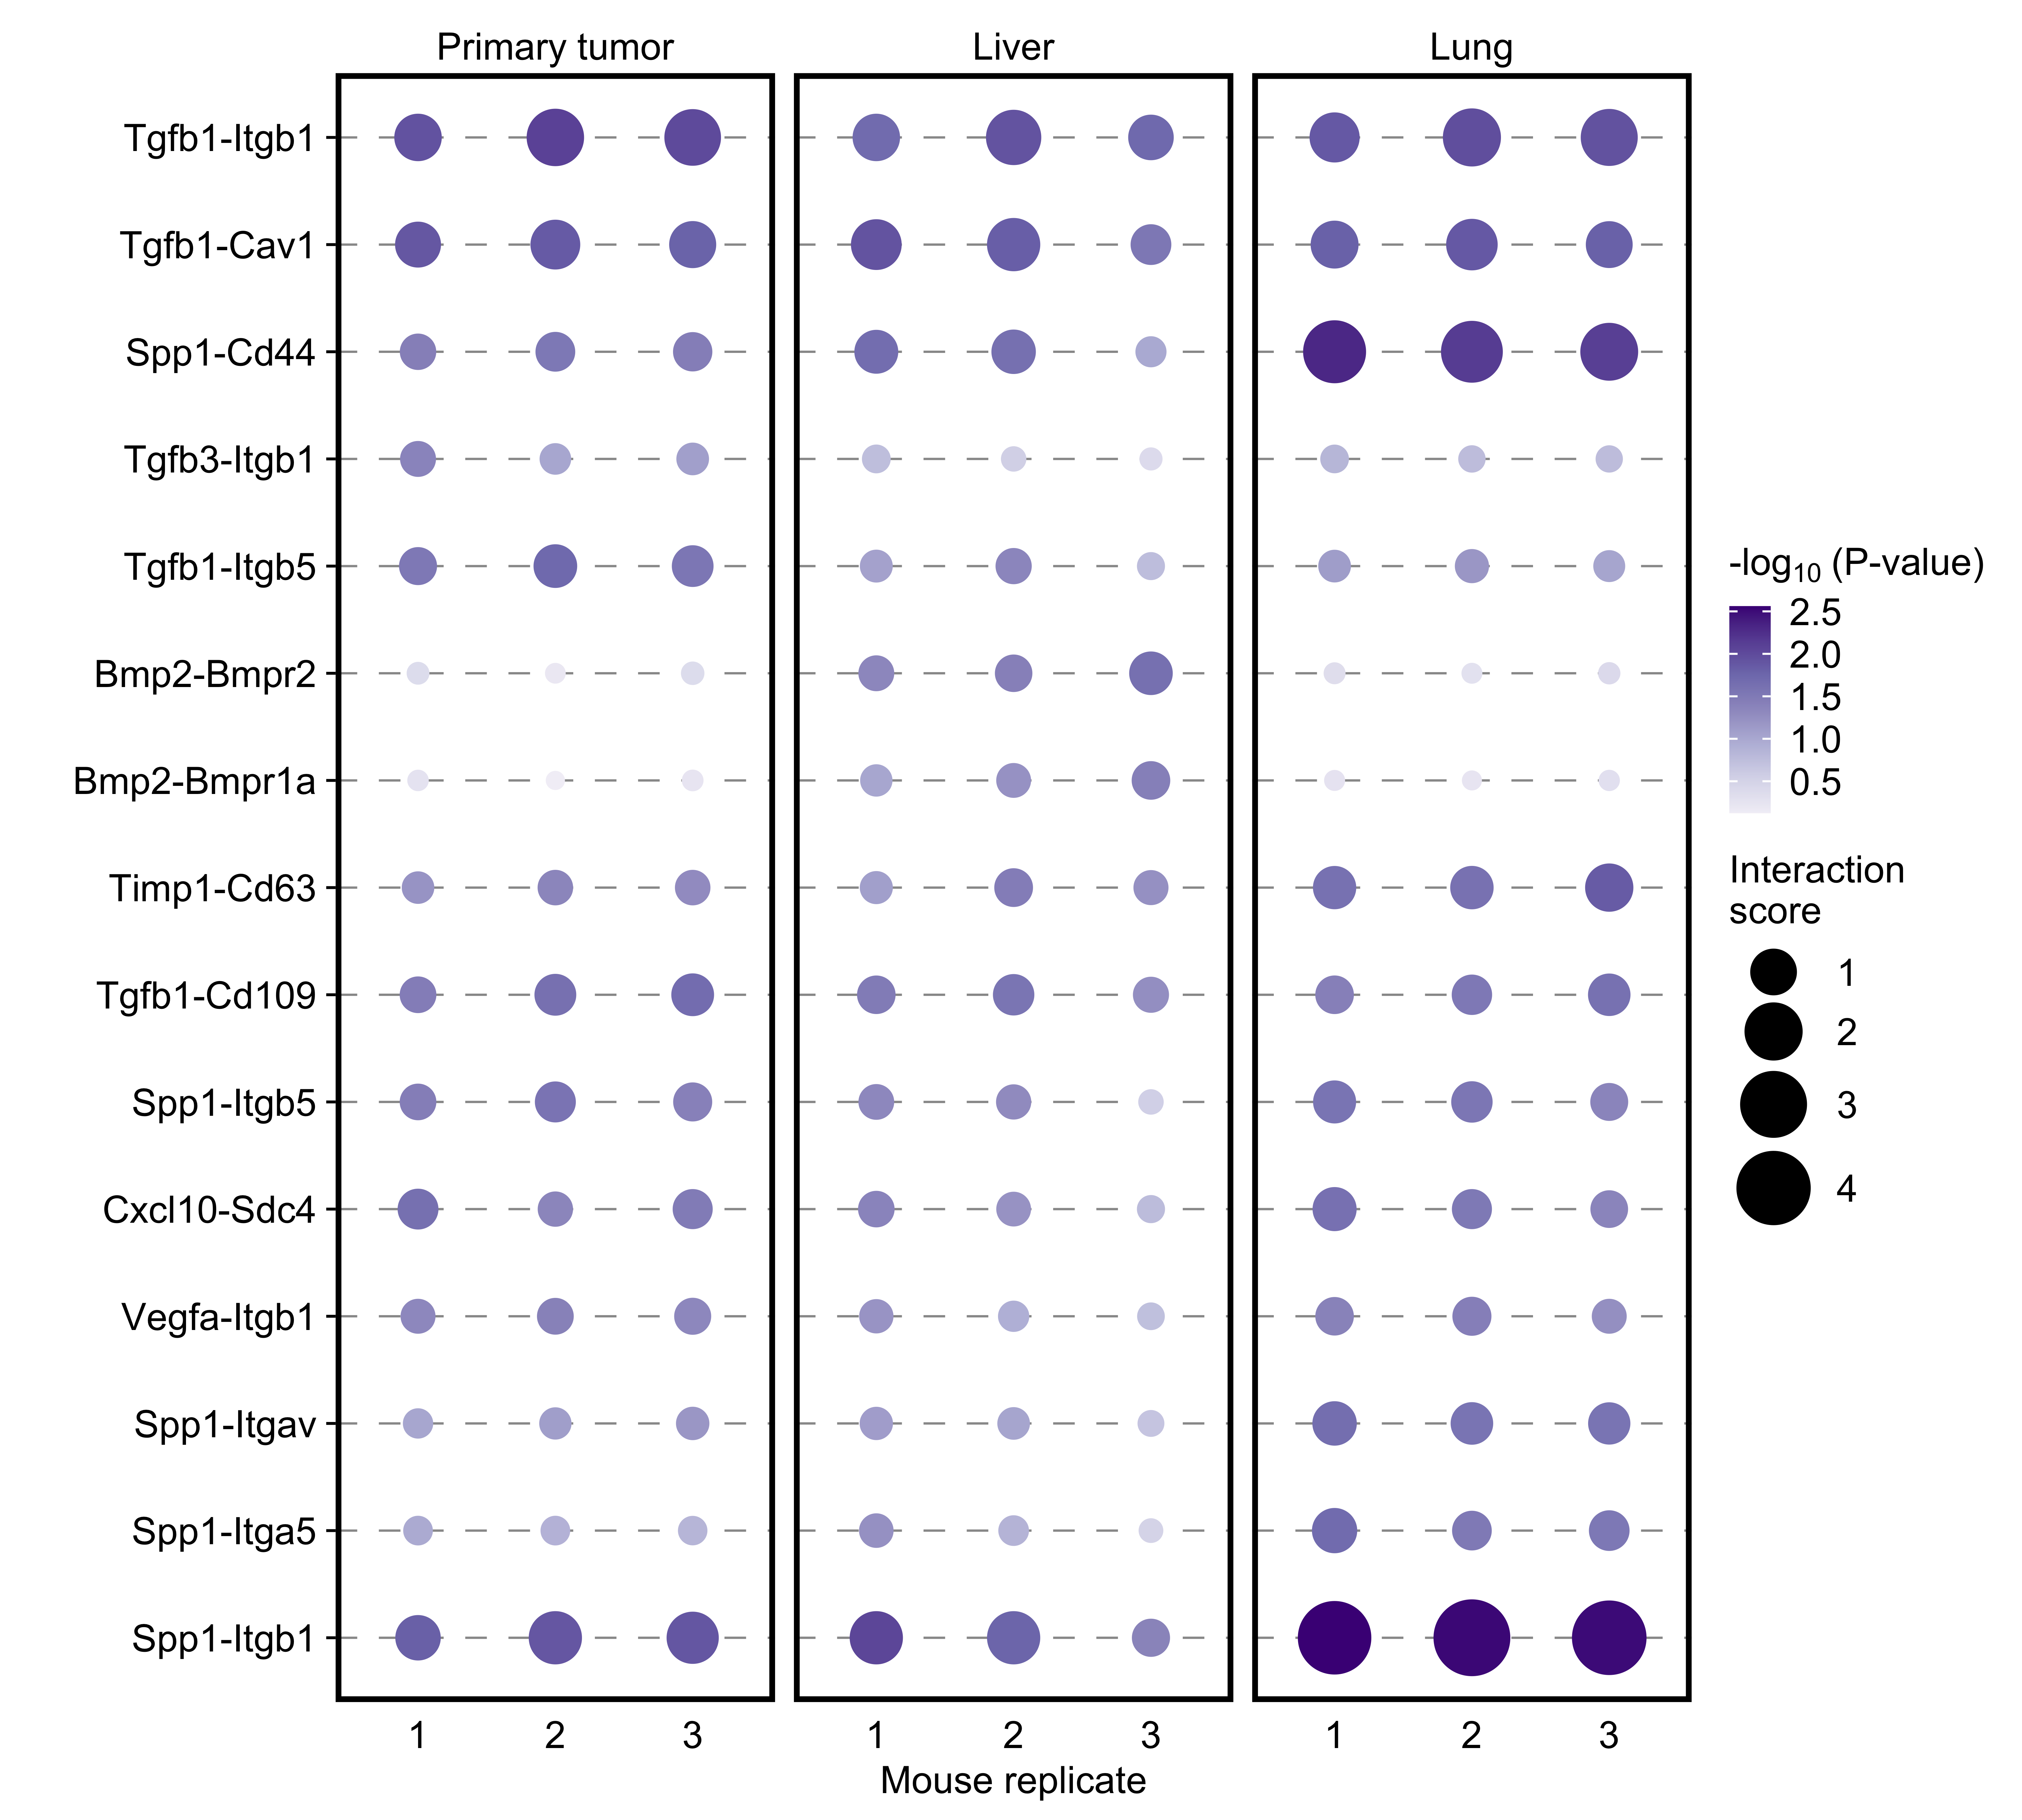 Primary tumor
Liver
Lung
Tgfb1-Itgb1
Tgfb1-Cav1
Spp1-Cd44
Tgfb3-Itgb1
Tgfb1-Itgb5
Bmp2-Bmpr2
Bmp2-Bmpr1a
Timp1-Cd63
Tgfb1-Cd109
Spp1-Itgb5
Cxcl10-Sdc4
Vegfa-Itgb1
Spp1-Itgav
Spp1-Itga5
Spp1-Itgb1
1 2 3
1 2 3
1 2 3
Mouse replicate
-log10 (P-value)
2.5
2.0
1.5
1.0
0.5
Interaction
score
1
2
3
4